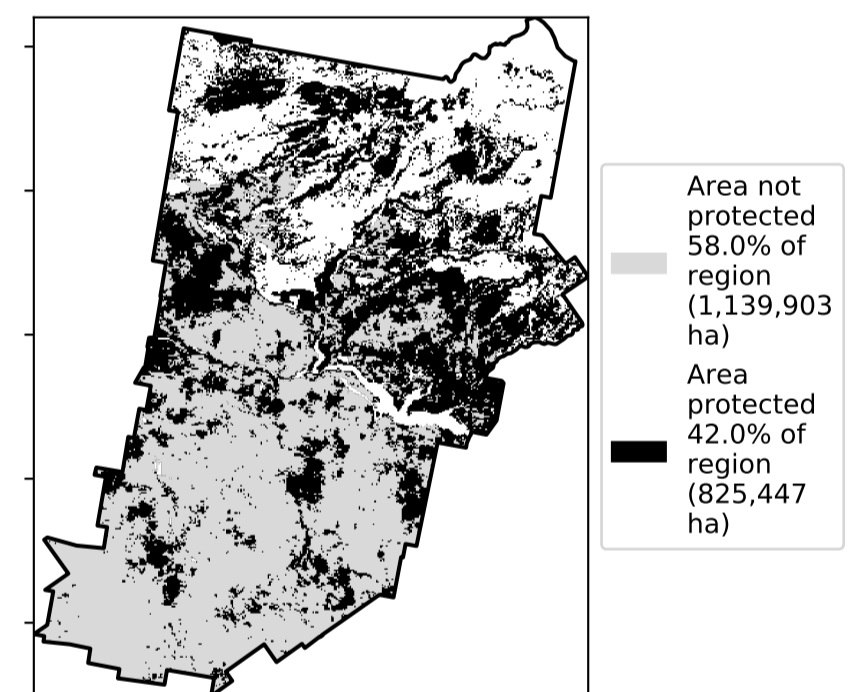 Area not
protected
58.0% of
region
(1,139,903
ha)
Area
protected
42.0% of
region
(825,447
ha)